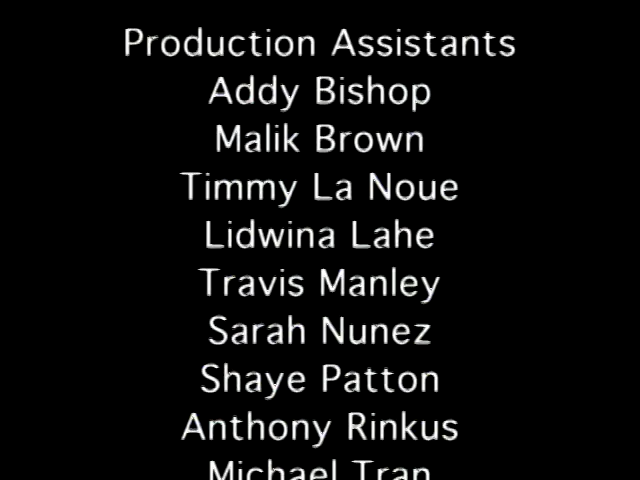 Production Assistants
Addy Bishop
Malik Brown
Timmy La Noue
Lidwina Lahe
Travis Manley
Sarah Nunez
Shaye Patton
Anthony Rinkus
Michael Tran